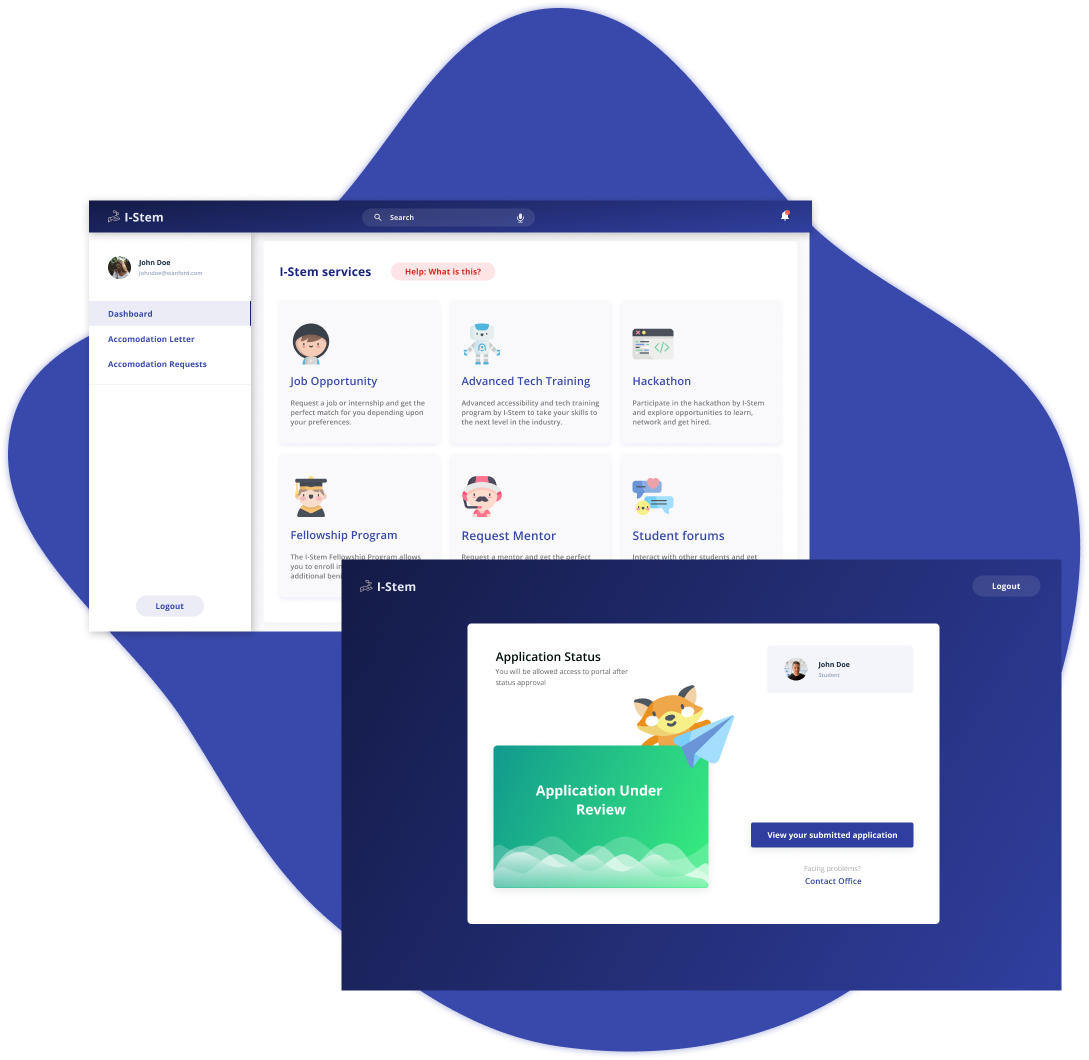 I-Stem
Search
John Doe
johndoe@stanford.com
Dashboard
Accomodation Letter
Accomodation Requests
Logout
I-Stem services
Help: What is this?
Job Opportunity
Request a job or internship and get the
perfect match for you depending upon
your preferences.
Advanced Tech Training
Advanced accessibility and tech training
program by I-Stem to take your skills to
the next level in the industry.
Hackathon
Participate in the hackathon by I-Stem
and explore opportunities to learn,
network and get hired.
Fellowship Program
The I-Stem Fellowship Program allows
you to enroll in
additional
Request Mentor
Request a mentor and get the perfect
Student forums
Interact with other students and get
I-Stem
Logout
Application Status
You will be allowed access to portal after
status approval
John Doe
Student
Application Under
Review
View your submitted application
Facing problems?
Contact Office